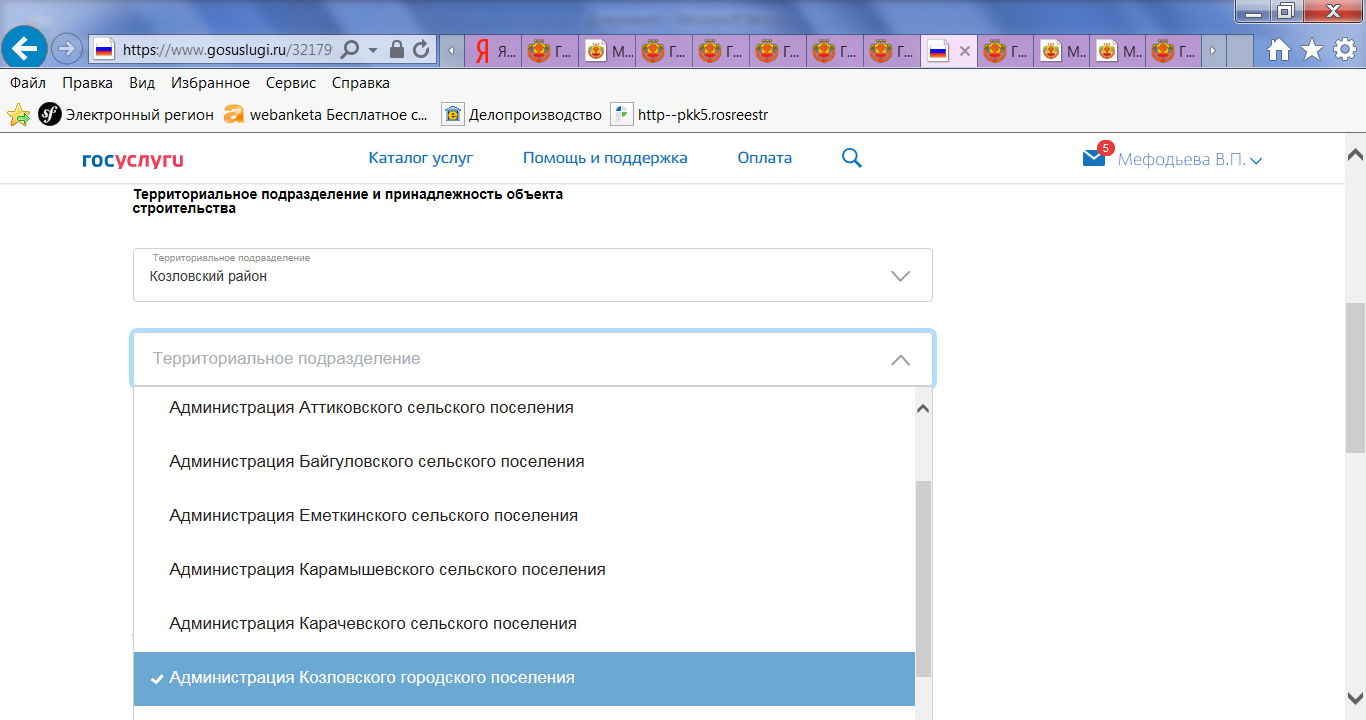 https://www.gosuslugi.ru/32179
Я...
Г...
М...
Г...
Г...
Г...
Г...
Г...
Г...
М...
М...
Г...
Файл Правка Вид Избранное Сервис Справка
Электронный регион webanketa Бесплатное с... Делопроизводство http--pkk5.rosreestr
госуслуги Каталог услуг Помощь и поддержка Оплата 5 Мефодьева В.П.
Территориальное подразделение и принадлежность объекта
строительства
Территориальное подразделение
Козловский район
Территориальное подразделение
Администрация Аттиковского сельского поселения
Администрация Байгуловского сельского поселения
Администрация Еметкинского сельского поселения
Администрация Карамышевского сельского поселения
Администрация Карачевского сельского поселения
Администрация Козловского городского поселения